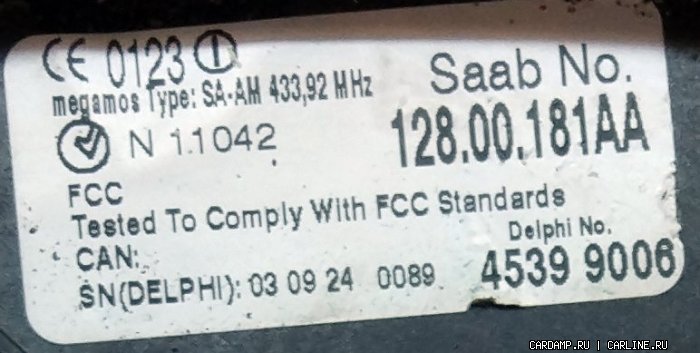 CE 0123 Saab No.
megamos Type: SA-AM 433,92 MHz
N 11042 128.00.181AA
FCC
Tested To Comply With FCC Standards
CAN: Delphi No.
SN(DELPHI): 03 09 24 0089 4539 9006
CARDAMP.RU | CARLINE.RU